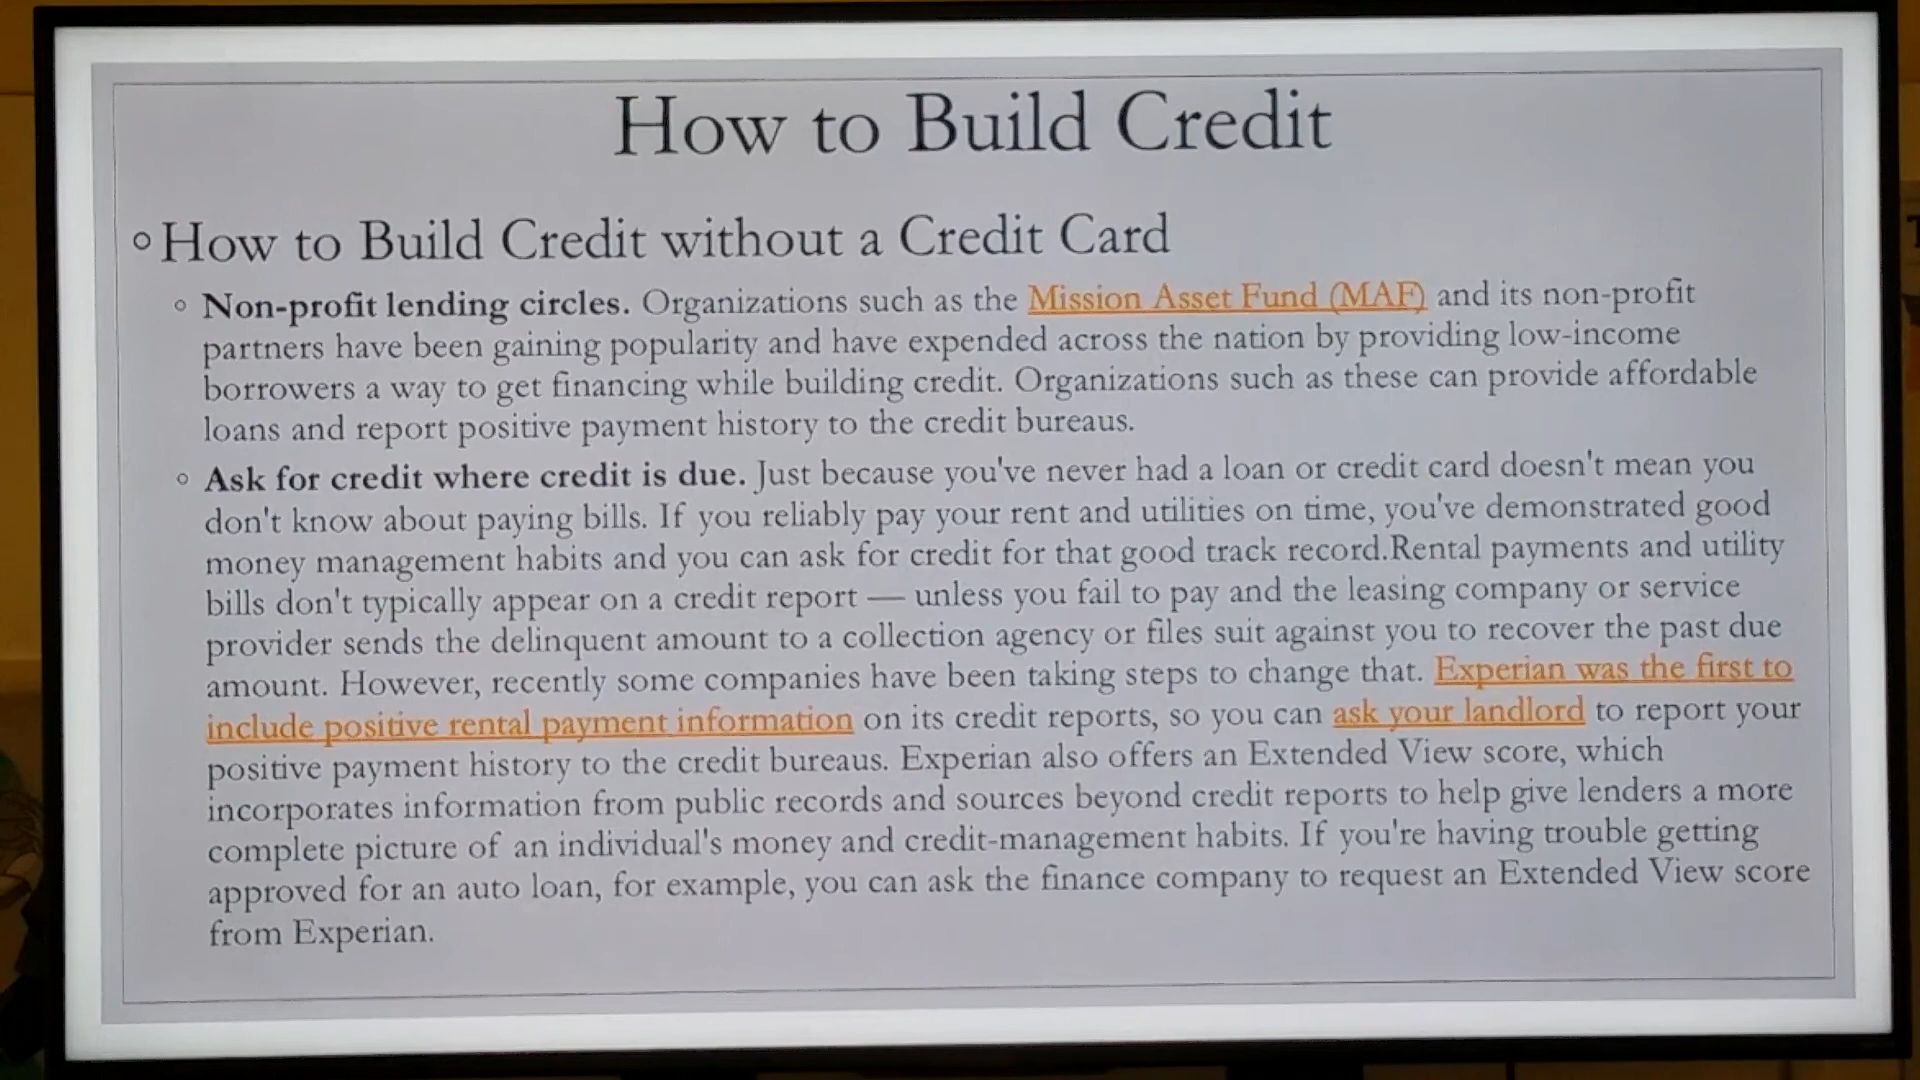 How to Build Credit
How to Build Credit without a Credit Card
Non-profit lending circles. Organizations such as the Mission Asset Fund (MAF) and its non-profit
partners have been gaining popularity and have expended across the nation by providing low-income
borrowers a way to get financing while building credit. Organizations such as these can provide affordable
loans and report positive payment history to the credit bureaus.
Ask for credit where credit is due. Just because you've never had a loan or credit card doesn't mean you
don't know about paying bills. If you reliably pay your rent and utilities on time, you've demonstrated good
money management habits and you can ask for credit for that good track record.Rental payments and utility
bills don't typically appear on a credit report — unless you fail to pay and the leasing company or service
provider sends the delinquent amount to a collection agency or files suit against you to recover the past due
amount. However, recently some companies have been taking steps to change that. Experian was the first to
include positive rental payment information on its credit reports, so you can ask your landlord to report your
positive payment history to the credit bureaus. Experian also offers an Extended View score, which
incorporates information from public records and sources beyond credit reports to help give lenders a more
complete picture of an individual's money and credit-management habits. If you're having trouble getting
approved for an auto loan, for example, you can ask the finance company to request an Extended View score
from Experian.